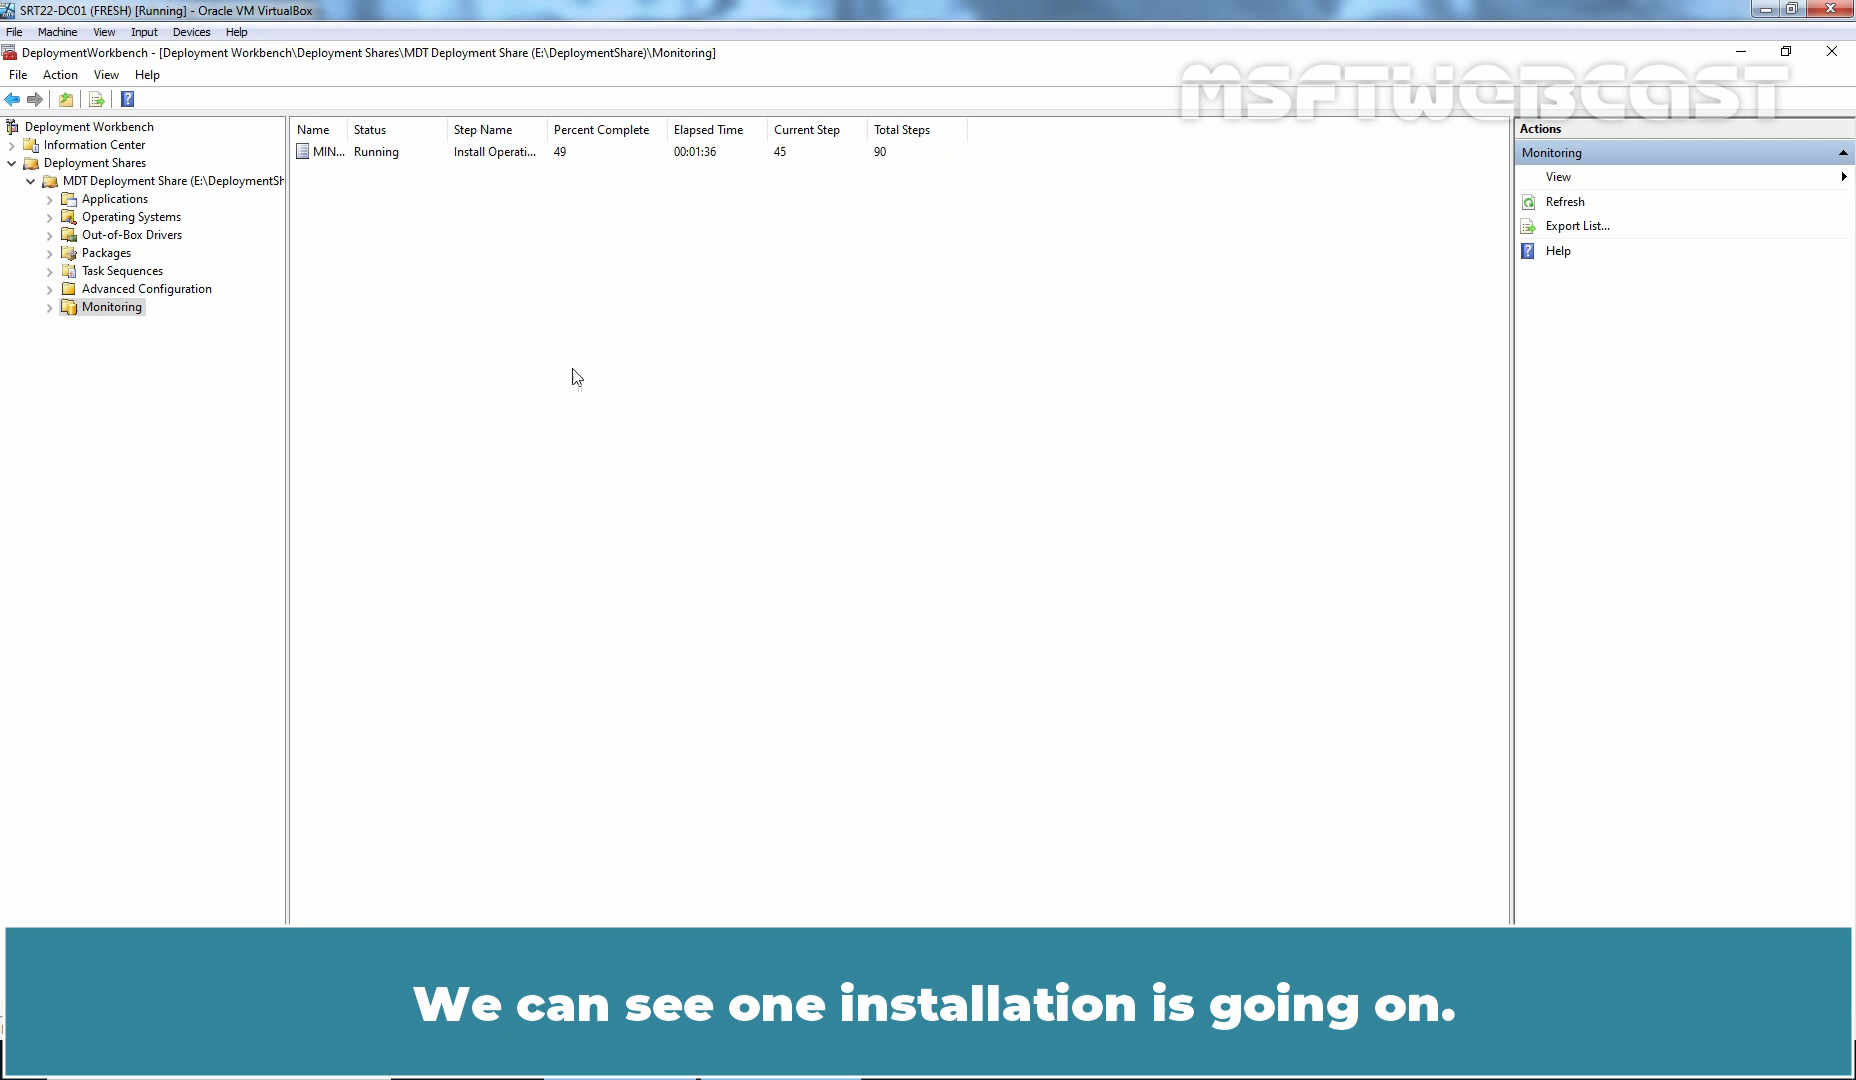 SRT22-DC01 (FRESH) [Running] - Oracle VM VirtualBox
File Machine View Input Devices Help
DeploymentWorkbench - [Deployment Workbench\Deployment Shares\MDT Deployment Share (E:\DeploymentShare)\Monitoring]
File Action View Help
MSFTWEBCAST
Deployment Workbench
Information Center
Deployment Shares
MDT Deployment Share (E:\DeploymentSh
Applications
Operating Systems
Out-of-Box Drivers
Packages
Task Sequences
Advanced Configuration
Monitoring
Name Status Step Name Percent Complete Elapsed Time Current Step Total Steps
MIN... Running Install Operati... 49 00:01:36 45 90
Actions
Monitoring
View
Refresh
Export List...
Help
We can see one installation is going on.